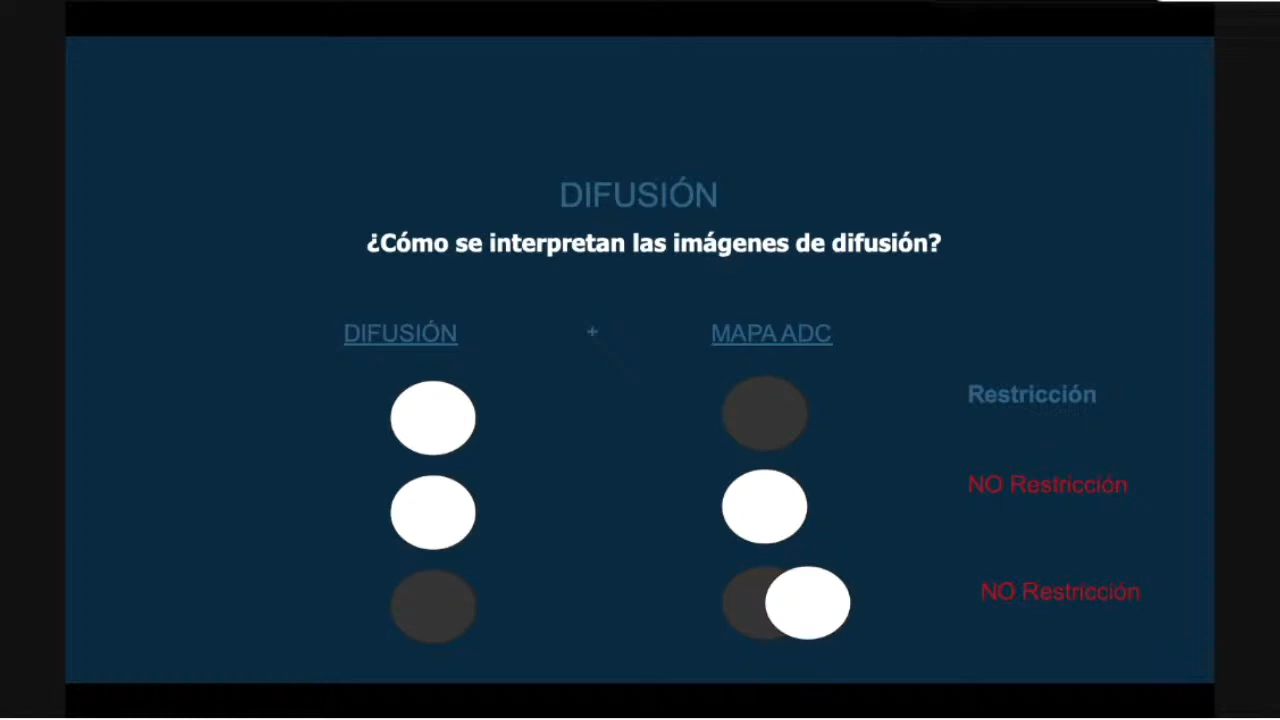 DIFUSIÓN
¿Cómo se interpretan las imágenes de difusión?
DIFUSIÓN + MAPA ADC
Restricción
NO Restricción
NO Restricción